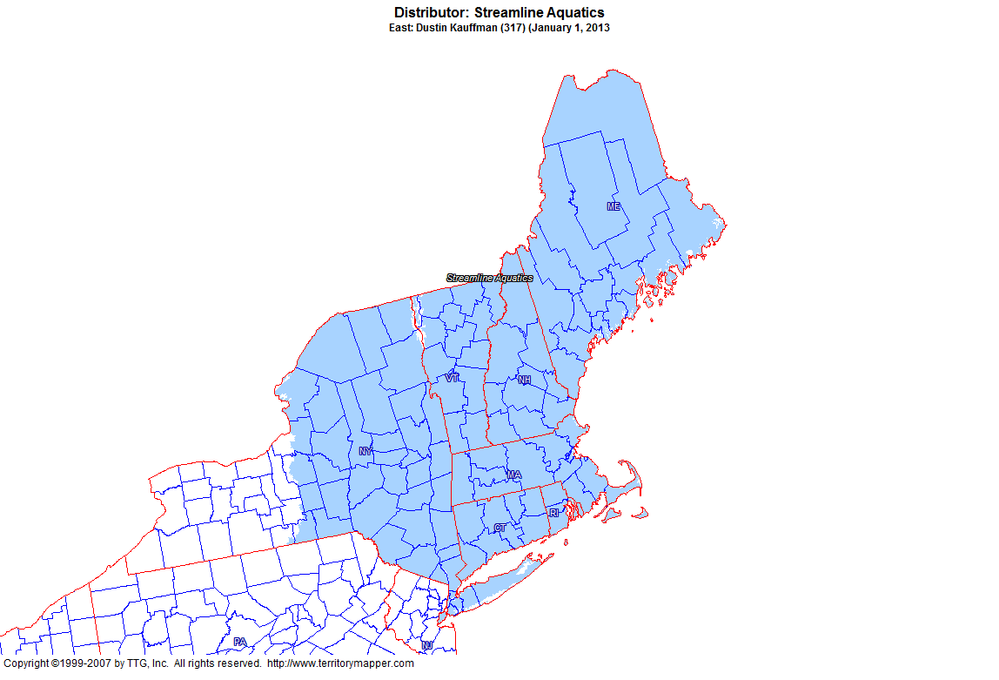 Distributor: Streamline Aquatics
East: Dustin Kauffman (317) (January 1, 2013
ME
Streamline Aquatics
VT
NH
NY
MA
RI
CT
PA
NJ
Copyright ©1999-2007 by TTG, Inc. All rights reserved. http://www.territorymapper.com